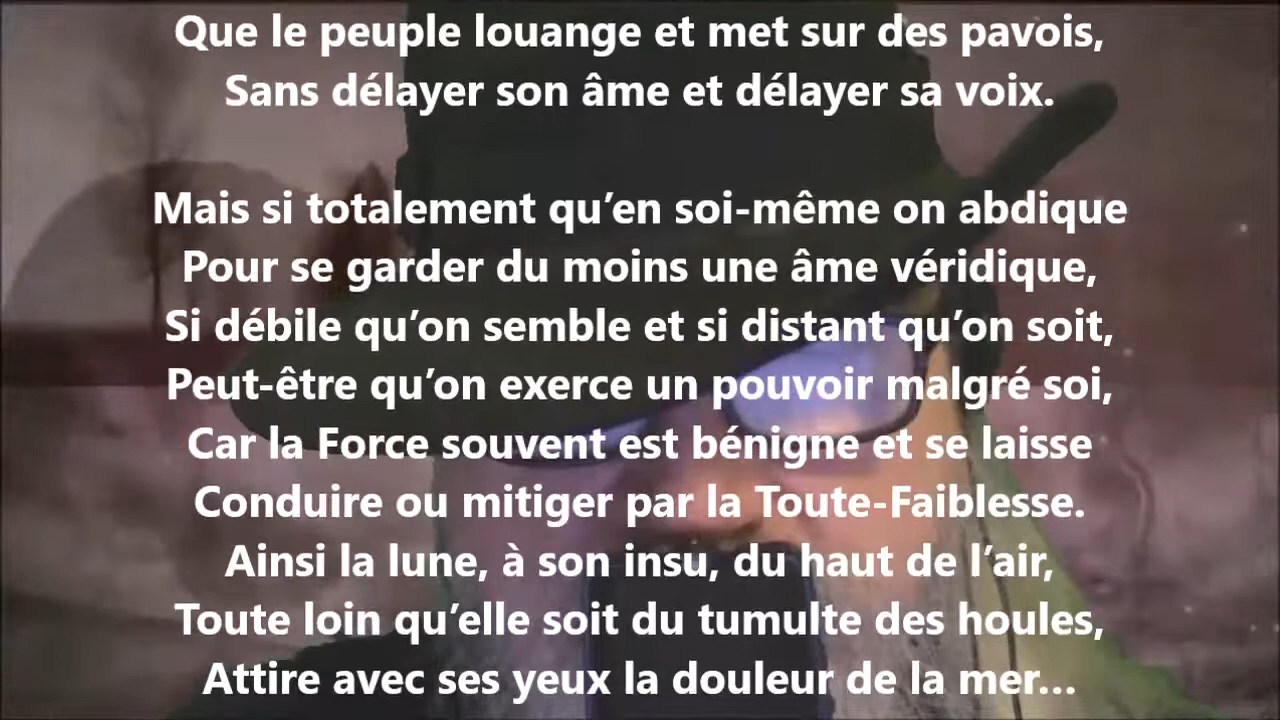 Que le peuple louange et met sur des pavois,
Sans délayer son âme et délayer sa voix.
Mais si totalement qu’en soi-même on abdique
Pour se garder du moins une âme véridique,
Si débile qu’on semble et si distant qu’on soit,
Peut-être qu’on exerce un pouvoir malgré soi,
Car la Force souvent est bénigne et se laisse
Conduire ou mitiger par la Toute-Faiblesse.
Ainsi la lune, à son insu, du haut de l’air,
Toute loin qu’elle soit du tumulte des houles,
Attire avec ses yeux la douleur de la mer…